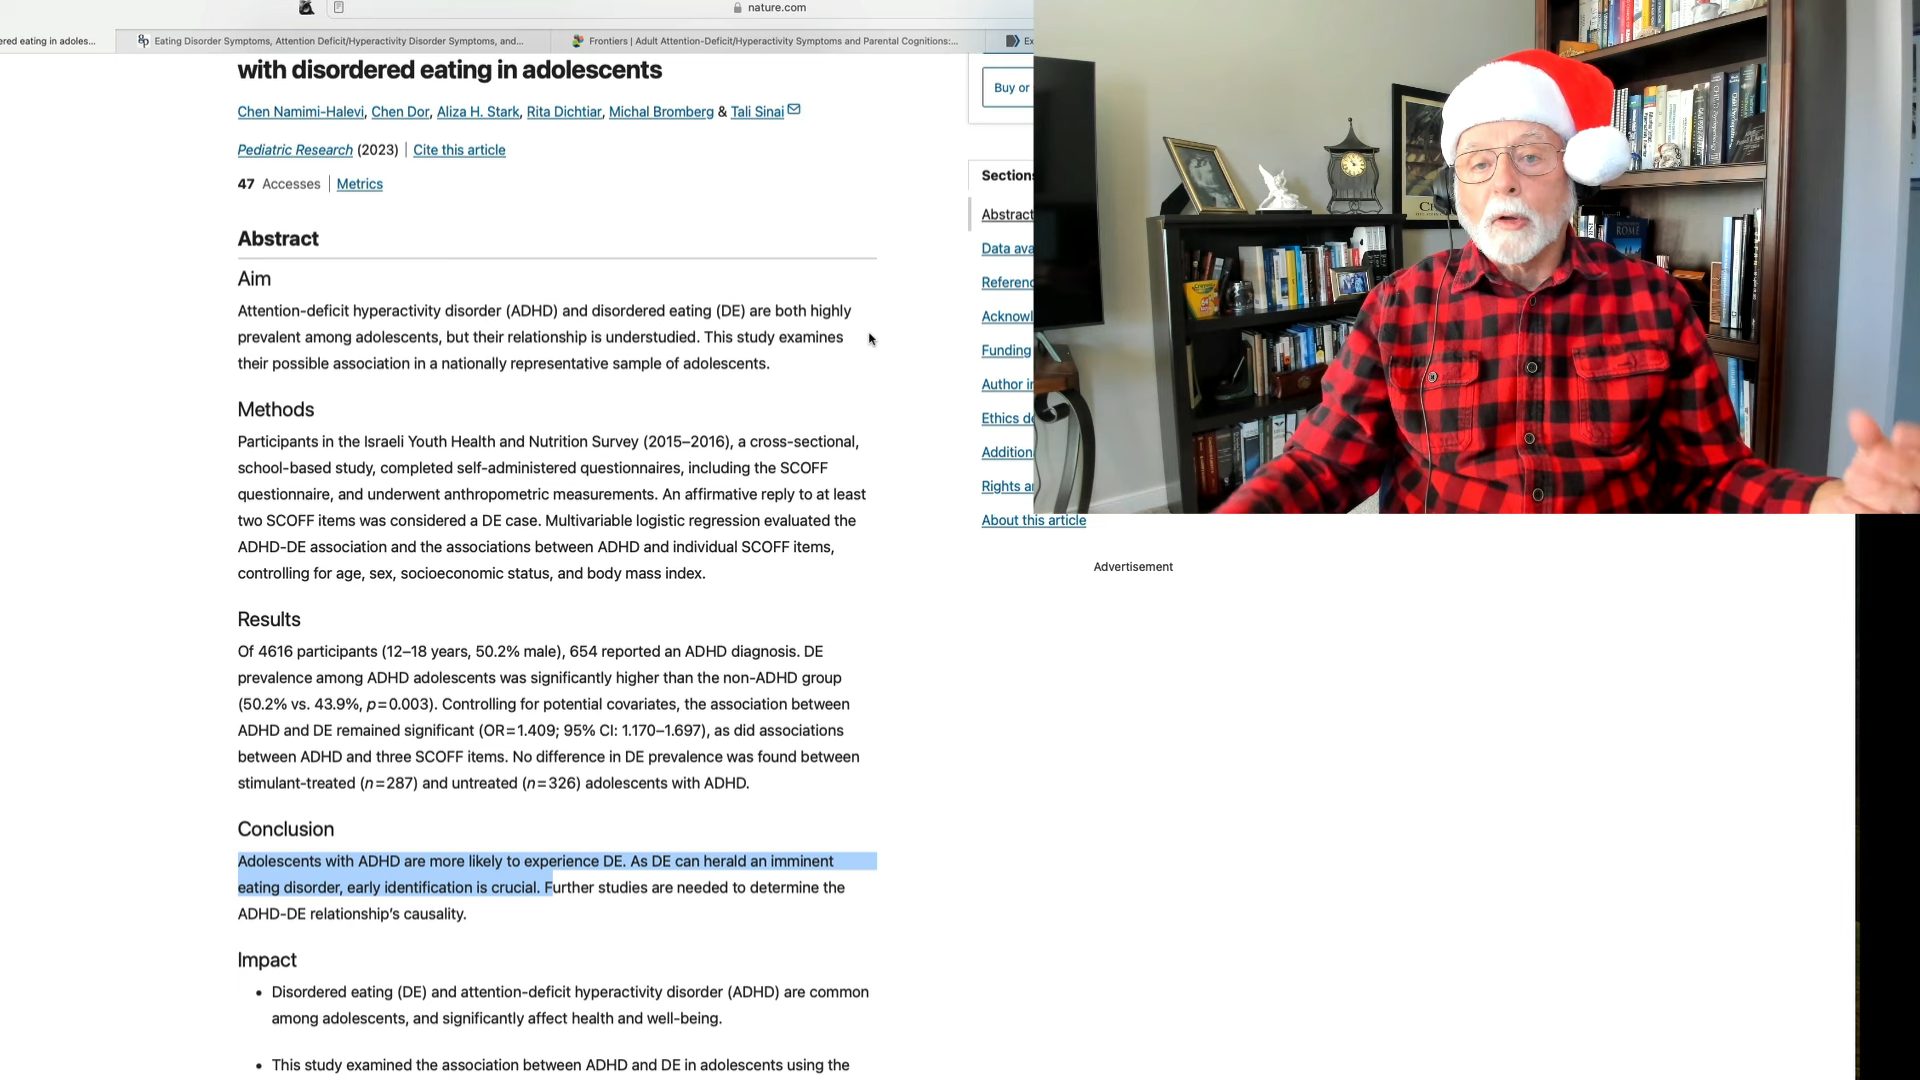 nature.com
ered eating in adoles...
Eating Disorder Symptoms, Attention Deficit/Hyperactivity Disorder Symptoms, and...
Frontiers | Adult Attention-Deficit/Hyperactivity Symptoms and Parental Cognitions:...
Ex
with disordered eating in adolescents
Chen Namimi-Halevi, Chen Dor, Aliza H. Stark, Rita Dichtiar, Michal Bromberg & Tali Sinai
Pediatric Research (2023) | Cite this article
47 Accesses | Metrics
Abstract
Aim
Attention-deficit hyperactivity disorder (ADHD) and disordered eating (DE) are both highly
prevalent among adolescents, but their relationship is understudied. This study examines
their possible association in a nationally representative sample of adolescents.
Methods
Participants in the Israeli Youth Health and Nutrition Survey (2015–2016), a cross-sectional,
school-based study, completed self-administered questionnaires, including the SCOFF
questionnaire, and underwent anthropometric measurements. An affirmative reply to at least
two SCOFF items was considered a DE case. Multivariable logistic regression evaluated the
ADHD-DE association and the associations between ADHD and individual SCOFF items,
controlling for age, sex, socioeconomic status, and body mass index.
Results
Of 4616 participants (12–18 years, 50.2% male), 654 reported an ADHD diagnosis. DE
prevalence among ADHD adolescents was significantly higher than the non-ADHD group
(50.2% vs. 43.9%, p=0.003). Controlling for potential covariates, the association between
ADHD and DE remained significant (OR=1.409; 95% CI: 1.170–1.697), as did associations
between ADHD and three SCOFF items. No difference in DE prevalence was found between
stimulant-treated (n=287) and untreated (n=326) adolescents with ADHD.
Conclusion
Adolescents with ADHD are more likely to experience DE. As DE can herald an imminent
eating disorder, early identification is crucial. Further studies are needed to determine the
ADHD-DE relationship's causality.
Impact
• Disordered eating (DE) and attention-deficit hyperactivity disorder (ADHD) are common
among adolescents, and significantly affect health and well-being.
• This study examined the association between ADHD and DE in adolescents using the
Buy or
Sections
Abstract
Data ava
Referenc
Acknowl
Funding
Author in
Ethics de
Addition
Rights an
About this article
Advertisement
ROME